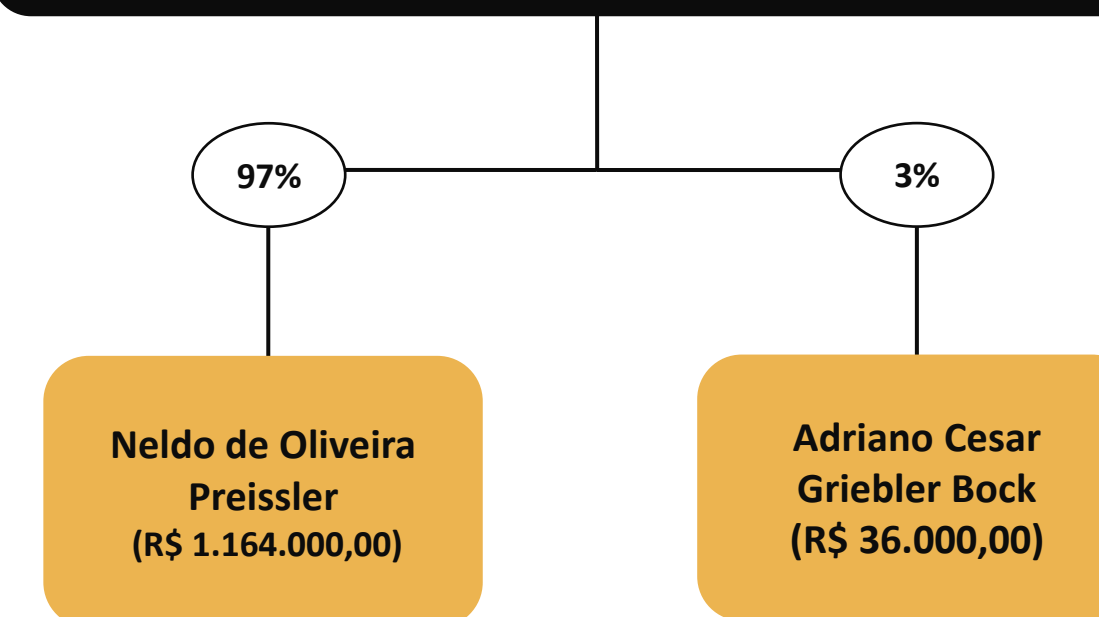 97%
3%
Neldo de Oliveira
Preissler
(R$ 1.164.000,00)
Adriano Cesar
Griebler Bock
(R$ 36.000,00)